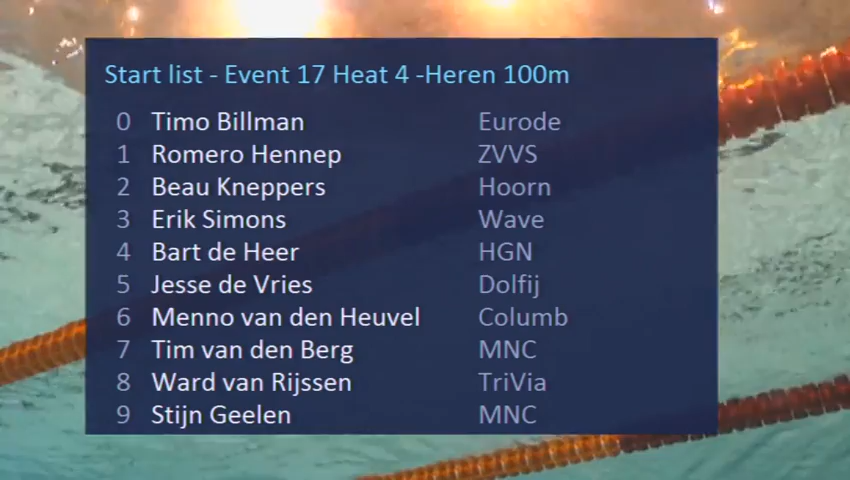 Start list - Event 17 Heat 4 -Heren 100m
0 Timo Billman Eurode
1 Romero Hennep ZVVS
2 Beau Kneppers Hoorn
3 Erik Simons Wave
4 Bart de Heer HGN
5 Jesse de Vries Dolfij
6 Menno van den Heuvel Columb
7 Tim van den Berg MNC
8 Ward van Rijssen TriVia
9 Stijn Geelen MNC